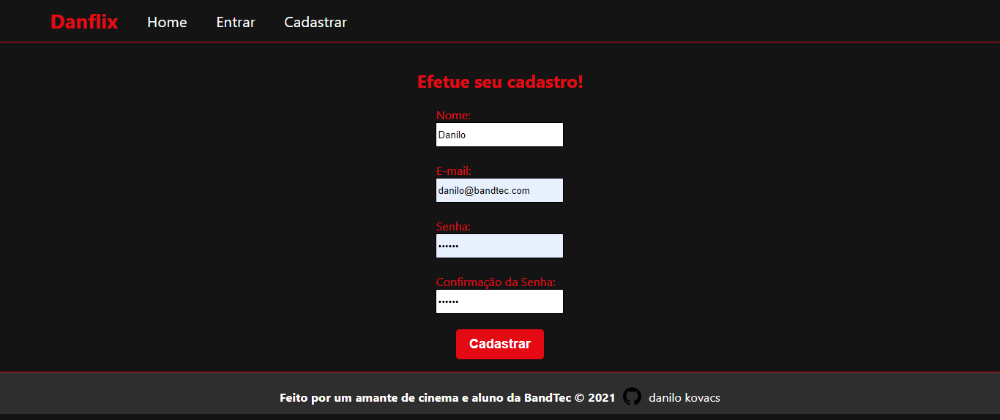 Danflix Home Entrar Cadastrar
Efetue seu cadastro!
Nome:
Danilo
E-mail:
danilo@bandtec.com
Senha:
••••••
Confirmação da Senha:
••••••
Cadastrar
Feito por um amante de cinema e aluno da BandTec © 2021 danilo kovacs